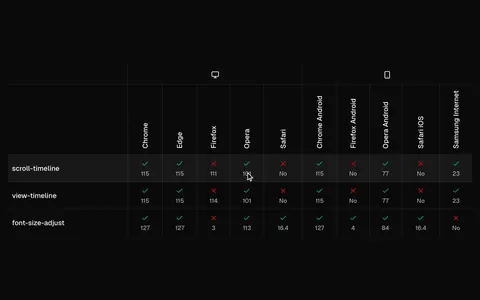 Chrome Edge Firefox Opera Safari Chrome Android Firefox Android Opera Android Safari iOS Samsung Internet
scroll-timeline
115 115 111 101 No 115 No 77 No 23
view-timeline
115 115 114 101 No 115 No 77 No 23
font-size-adjust
127 127 3 113 16.4 127 4 84 16.4 No